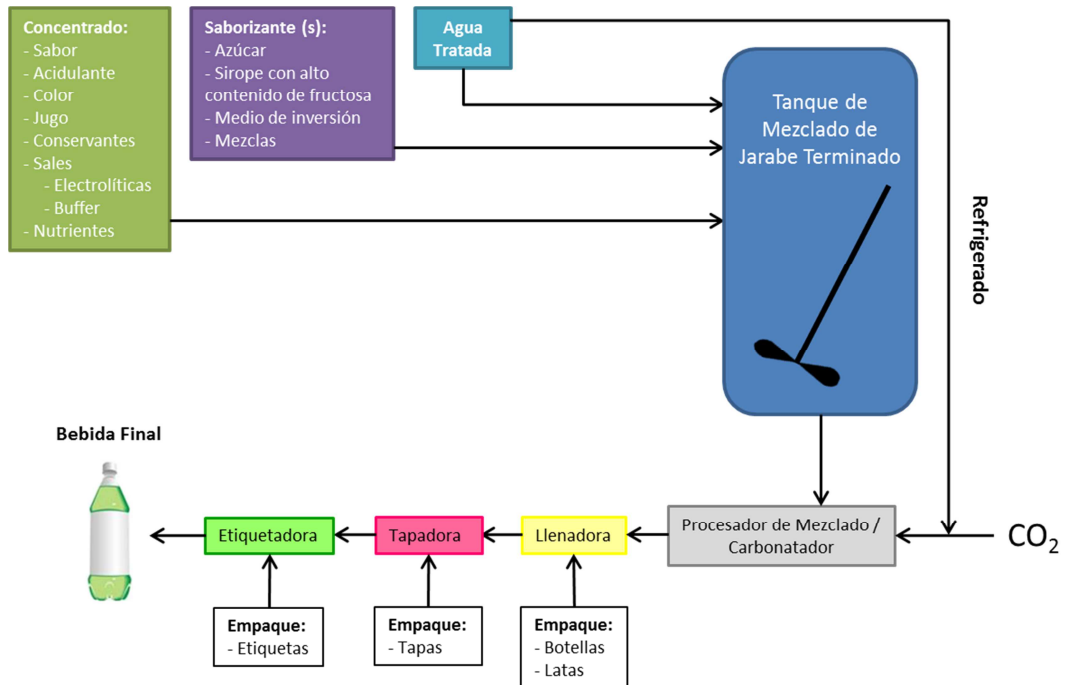 Concentrado:
- Sabor
- Acidulante
- Color
- Jugo
- Conservantes
- Sales
- Electrolíticas
- Buffer
- Nutrientes
Saborizante (s):
- Azúcar
- Sirope con alto
contenido de fructosa
- Medio de inversión
- Mezclas
Agua
Tratada
Tanque de
Mezclado de
Jarabe Terminado
Refrigerado
Bebida Final
Etiquetadora
Tapadora
Llenadora
Procesador de Mezclado /
Carbonatador
CO₂
Empaque:
- Etiquetas
Empaque:
- Tapas
Empaque:
- Botellas
- Latas